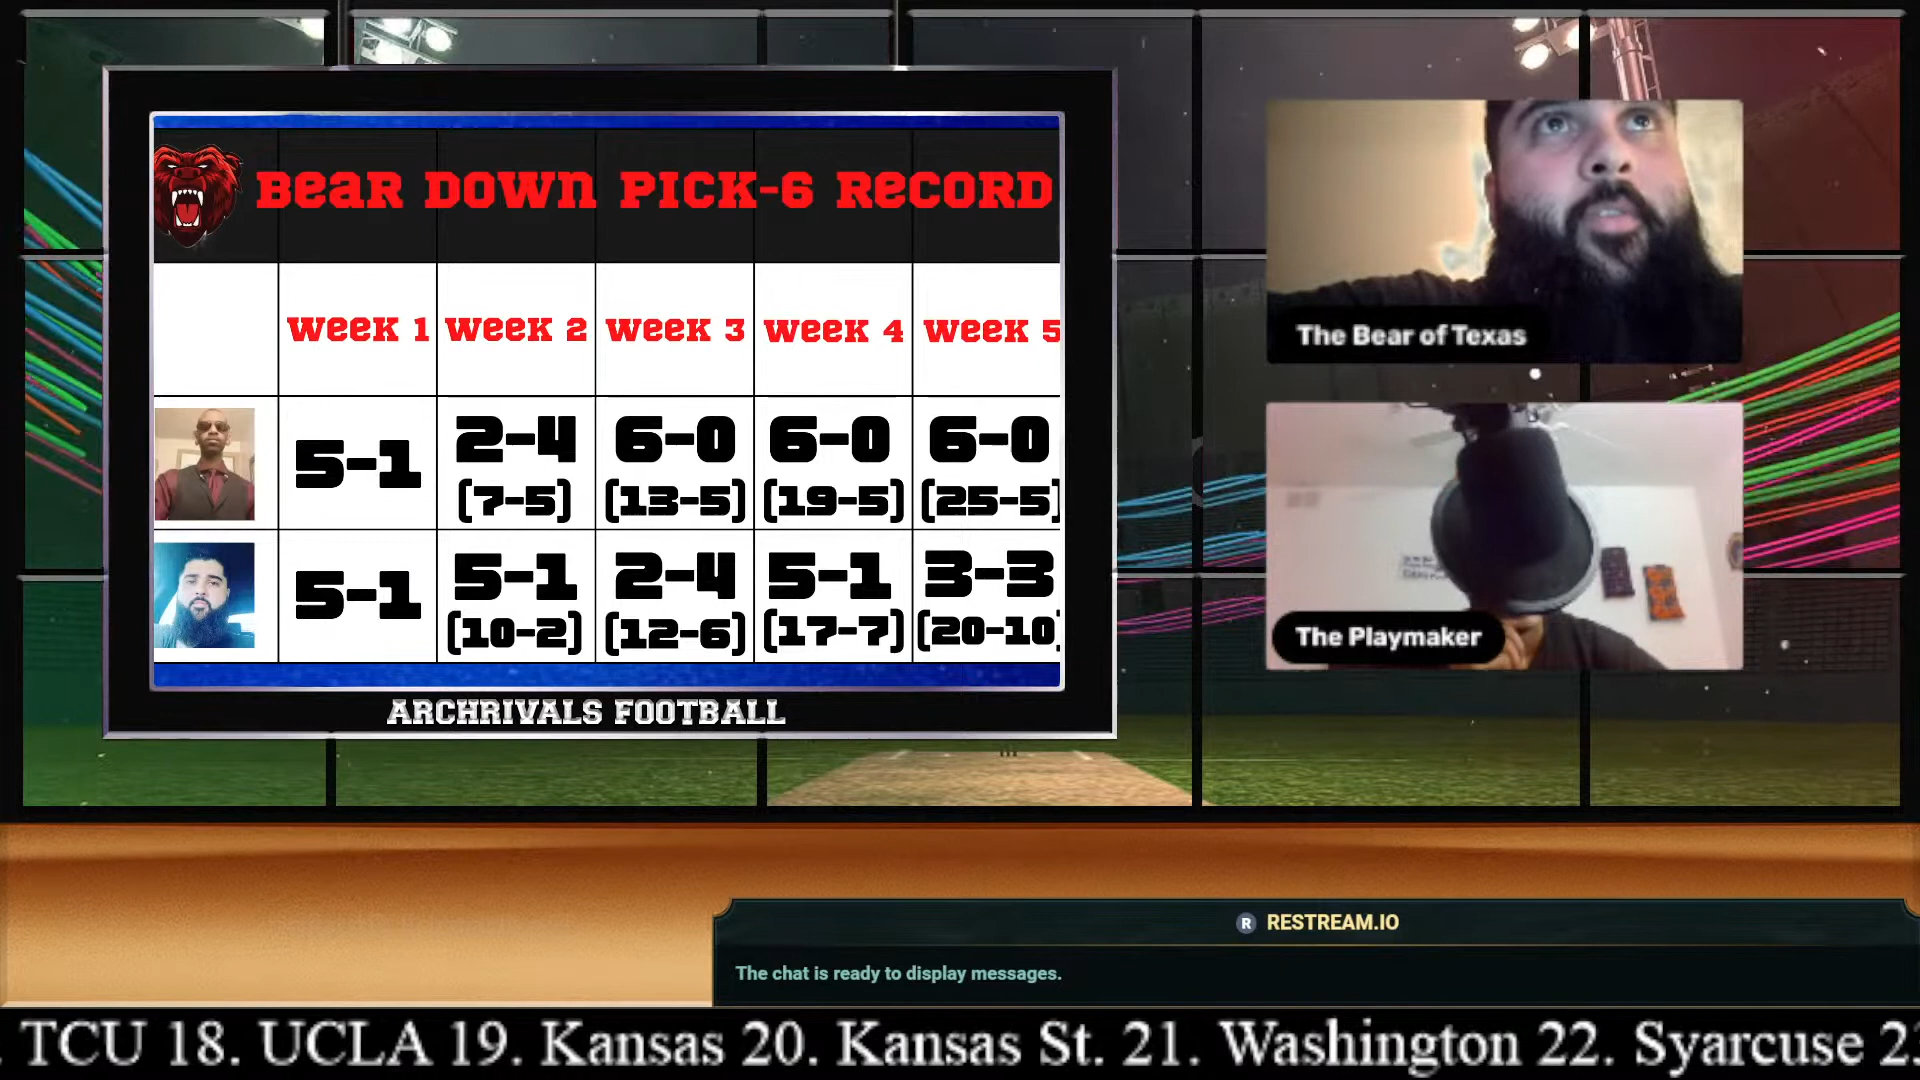 BeaR DOWN PICK-6 ReCORD
week 1 week 2 week 3 week 4 week 5
5-1 2-4 6-0 6-0 6-0
(7-5) (13-5) (19-5) (25-5)
5-1 5-1 2-4 5-1 3-3
(10-2) (12-6) (17-7) (20-10)
ARCHRIVALS FOOTBALL
The Bear of Texas
The Playmaker
R RESTREAM.IO
The chat is ready to display messages.
. TCU 18. UCLA 19. Kansas 20. Kansas St. 21. Washington 22. Syarcuse 23